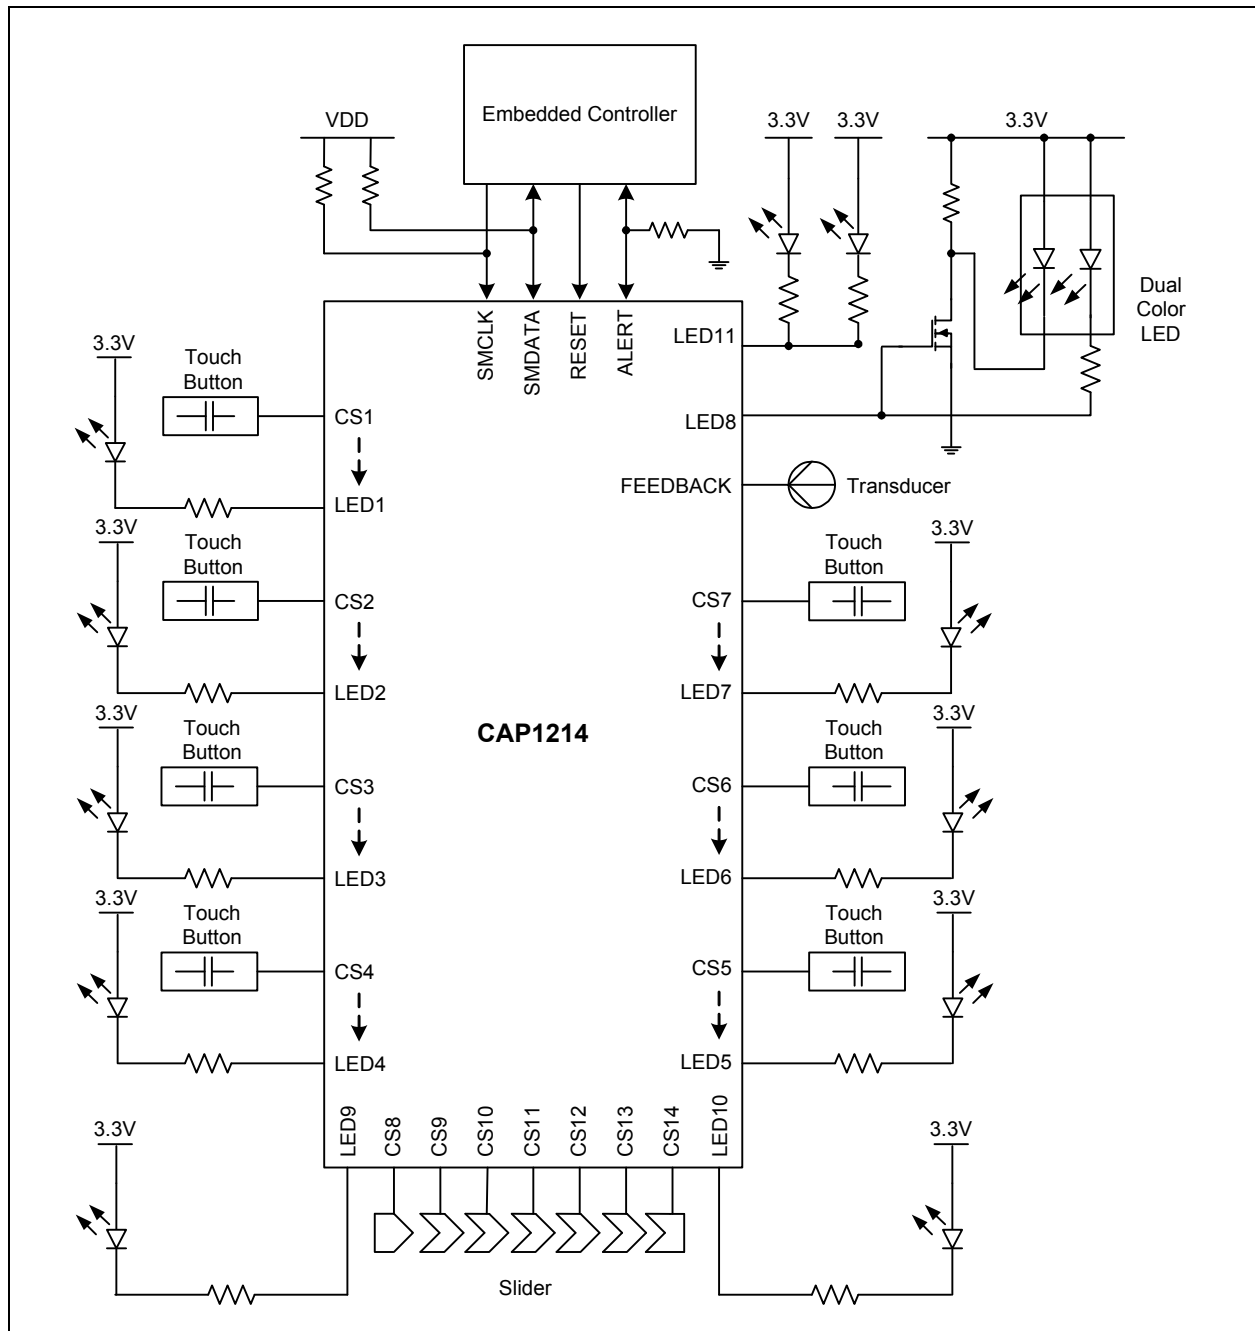 Embedded Controller
VDD
3.3V
3.3V
3.3V
Dual
Color
LED
SMCLK
SMDATA
RESET
ALERT
LED11
LED8
FEEDBACK
Transducer
3.3V
Touch
Button
CS1
LED1
3.3V
Touch
Button
CS2
LED2
3.3V
Touch
Button
CS3
LED3
3.3V
Touch
Button
CS4
LED4
CAP1214
Touch
Button
3.3V
CS7
LED7
Touch
Button
3.3V
CS6
LED6
Touch
Button
3.3V
CS5
LED5
LED9
CS8
CS9
CS10
CS11
CS12
CS13
CS14
LED10
3.3V
3.3V
Slider